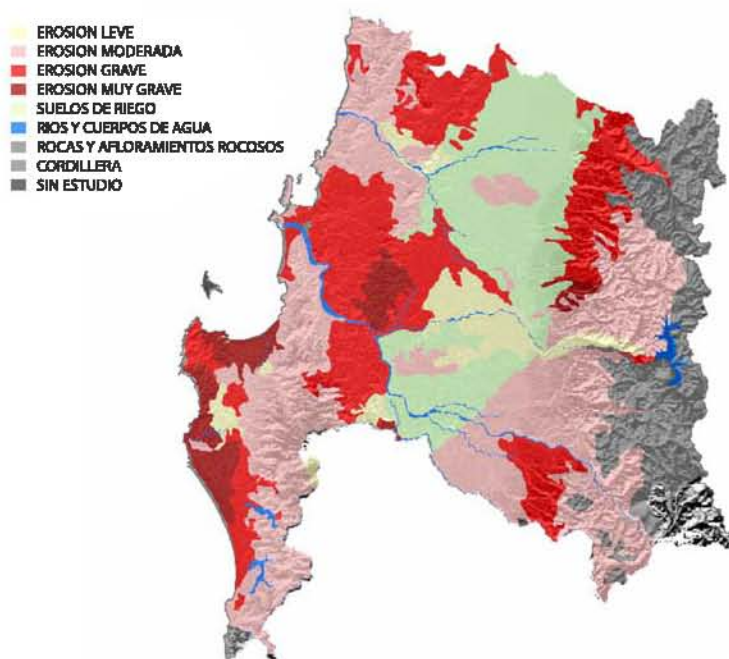 EROSION LEVE
EROSION MODERADA
EROSION GRAVE
EROSION MUY GRAVE
SUELOS DE RIEGO
RIOS Y CUERPOS DE AGUA
ROCAS Y AFLORAMIENTOS ROCOSOS
CORDILLERA
SIN ESTUDIO